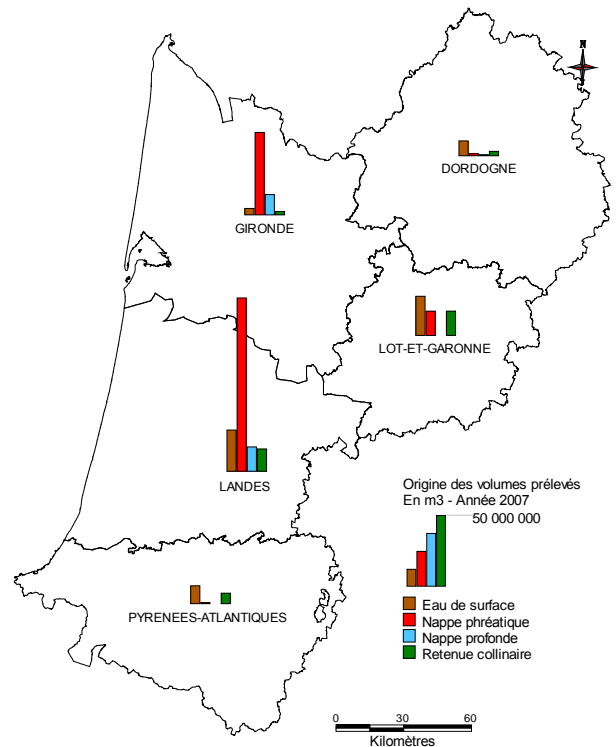 N
DORDOGNE
GIRONDE
LOT-ET-GARONNE
LANDES
PYRENEES-ATLANTIQUES
Origine des volumes prélevés
En m3 - Année 2007
50 000 000
Eau de surface
Nappe phréatique
Nappe profonde
Retenue collinaire
0 30 60
Kilomètres